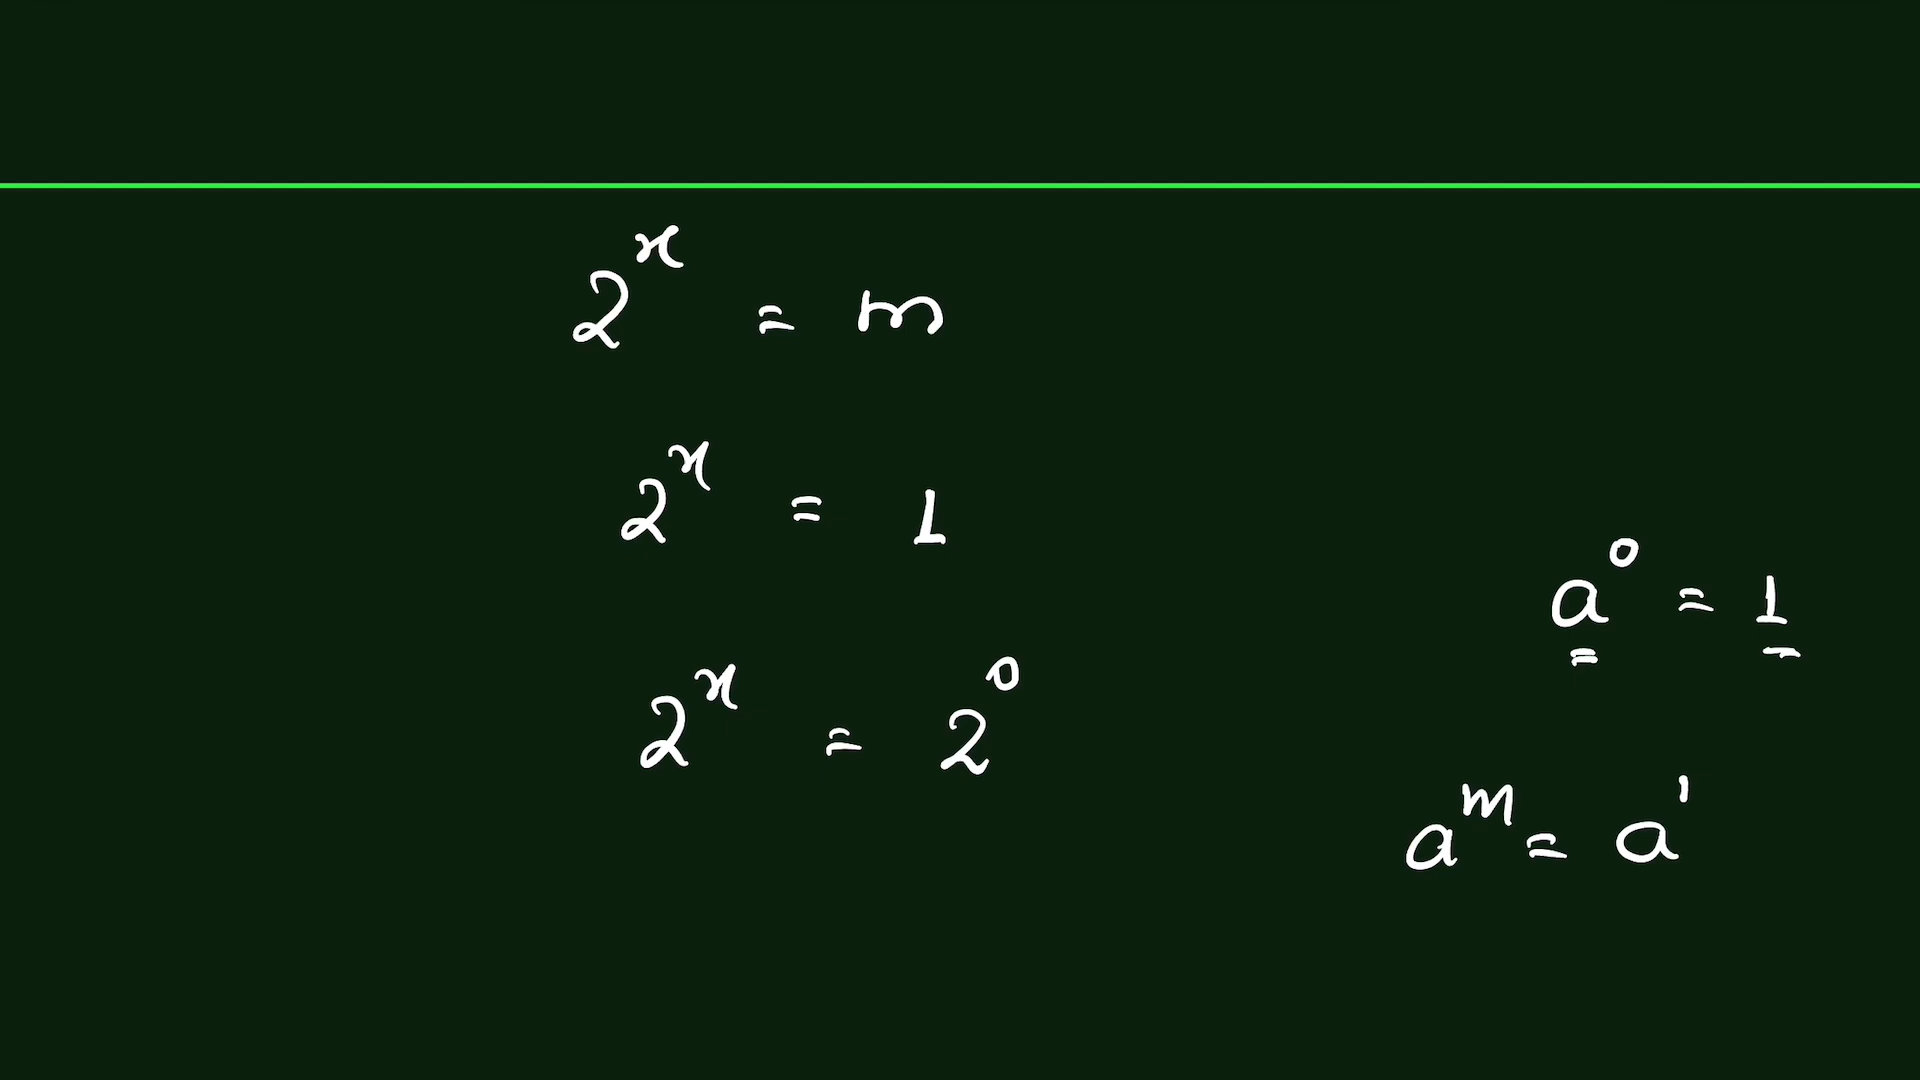 2^x = m
2^x = 1
a^0 = 1
2^x = 2^0
a^m = a^1